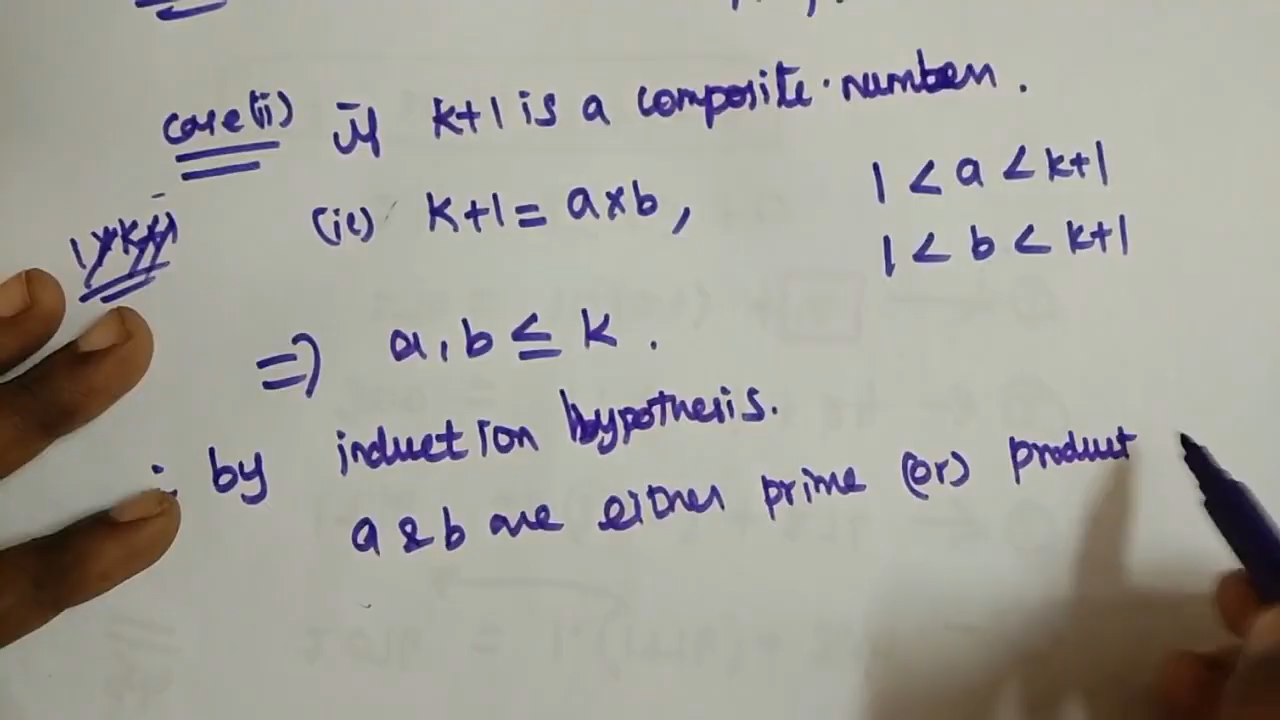 case(ii) if k+1 is a composite number.
(ie) k+1 = a×b, 1 < a < k+1
1 < b < k+1
⇒ a, b ≤ k.
∴ by induction hypothesis.
a & b are either prime (or) product